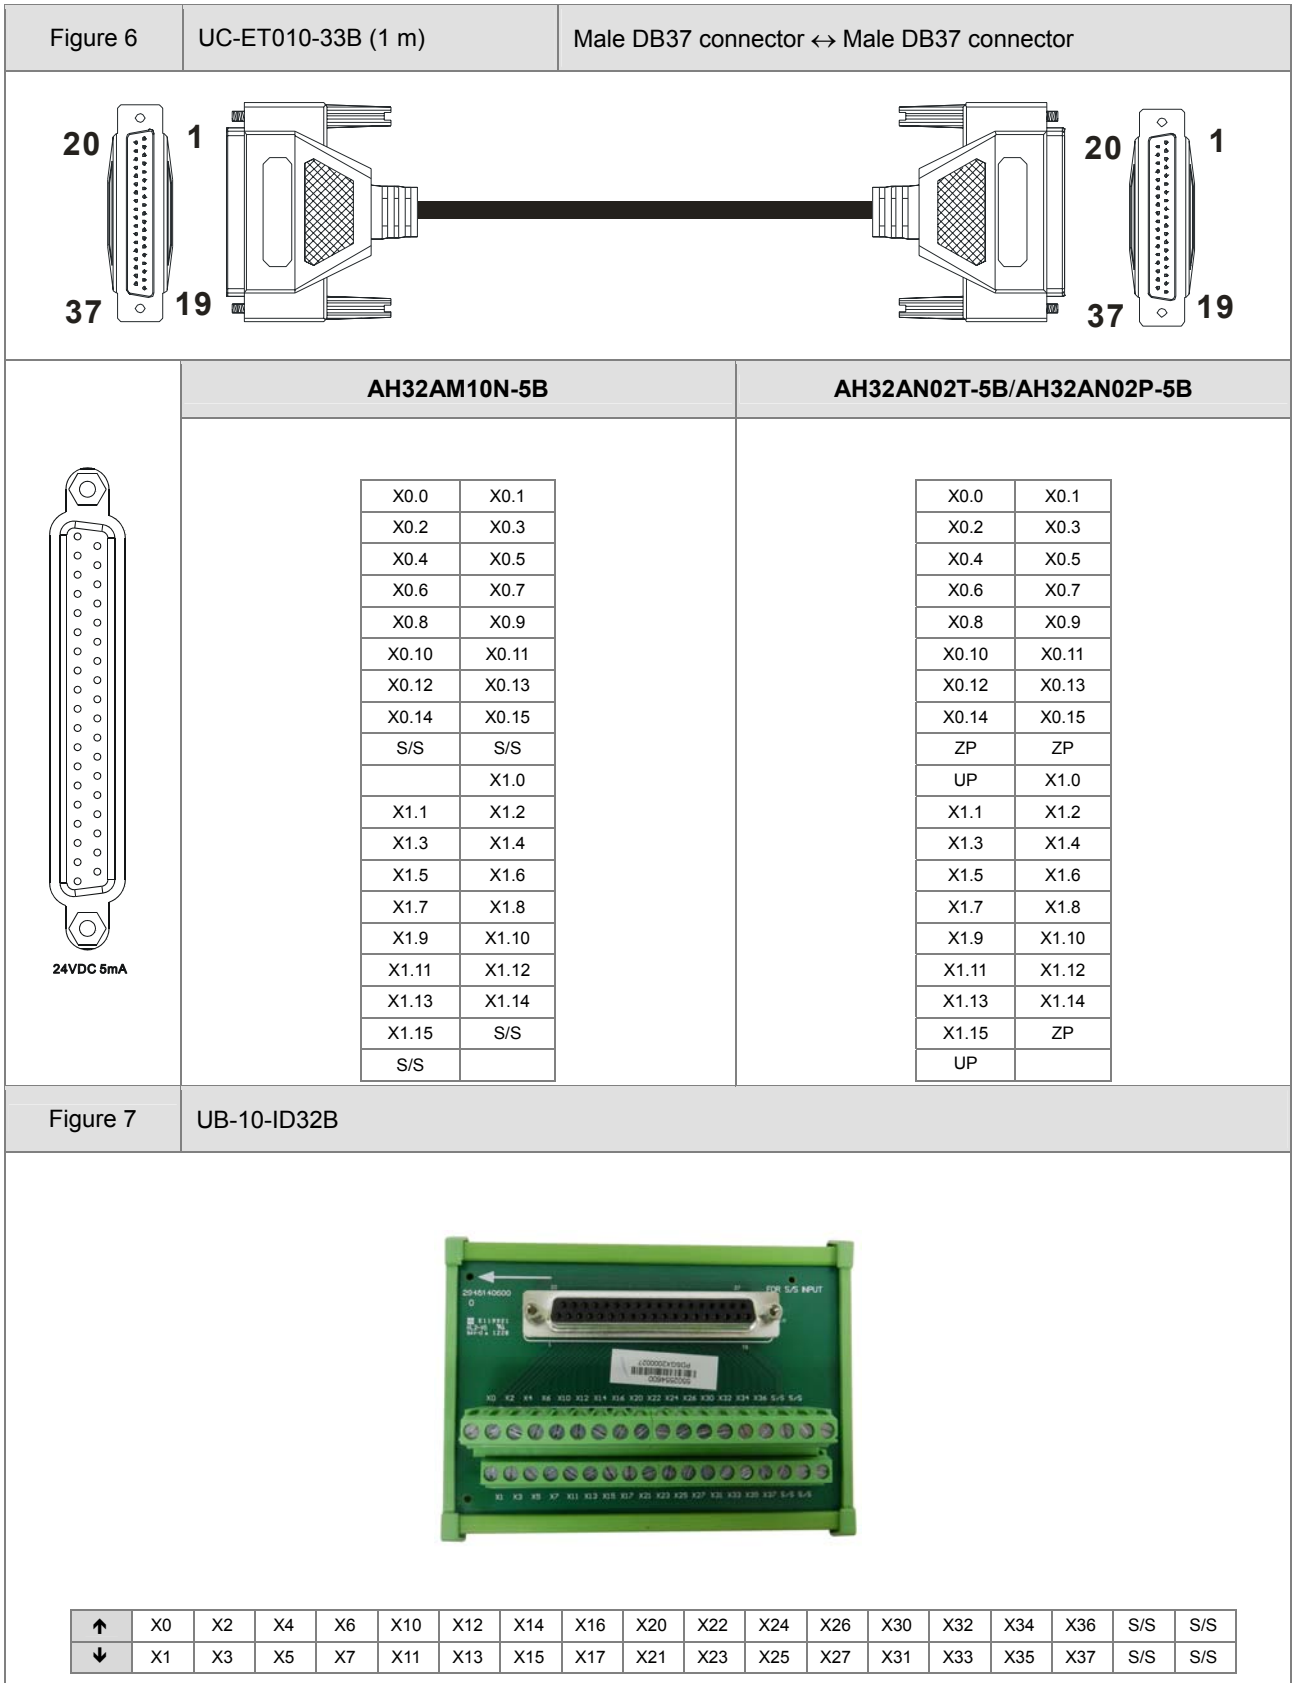 Figure 6 UC-ET010-33B (1 m) Male DB37 connector ↔ Male DB37 connector
20 1 20 1
37 19 37 19
AH32AM10N-5B AH32AN02T-5B/AH32AN02P-5B
X0.0 X0.1 X0.0 X0.1
X0.2 X0.3 X0.2 X0.3
X0.4 X0.5 X0.4 X0.5
X0.6 X0.7 X0.6 X0.7
X0.8 X0.9 X0.8 X0.9
X0.10 X0.11 X0.10 X0.11
X0.12 X0.13 X0.12 X0.13
X0.14 X0.15 X0.14 X0.15
S/S S/S ZP ZP
X1.0 UP X1.0
X1.1 X1.2 X1.1 X1.2
X1.3 X1.4 X1.3 X1.4
X1.5 X1.6 X1.5 X1.6
X1.7 X1.8 X1.7 X1.8
X1.9 X1.10 X1.9 X1.10
X1.11 X1.12 X1.11 X1.12
X1.13 X1.14 X1.13 X1.14
X1.15 S/S X1.15 ZP
S/S UP
24VDC 5mA
Figure 7 UB-10-ID32B
FOR S/S INPUT
2948140600
0
X0 X2 X4 X6 X10 X12 X14 X16 X20 X22 X24 X26 X30 X32 X34 X36 S/S S/S
X1 X3 X5 X7 X11 X13 X15 X17 X21 X23 X25 X27 X31 X33 X35 X37 S/S S/S
↑ X0 X2 X4 X6 X10 X12 X14 X16 X20 X22 X24 X26 X30 X32 X34 X36 S/S S/S
↓ X1 X3 X5 X7 X11 X13 X15 X17 X21 X23 X25 X27 X31 X33 X35 X37 S/S S/S